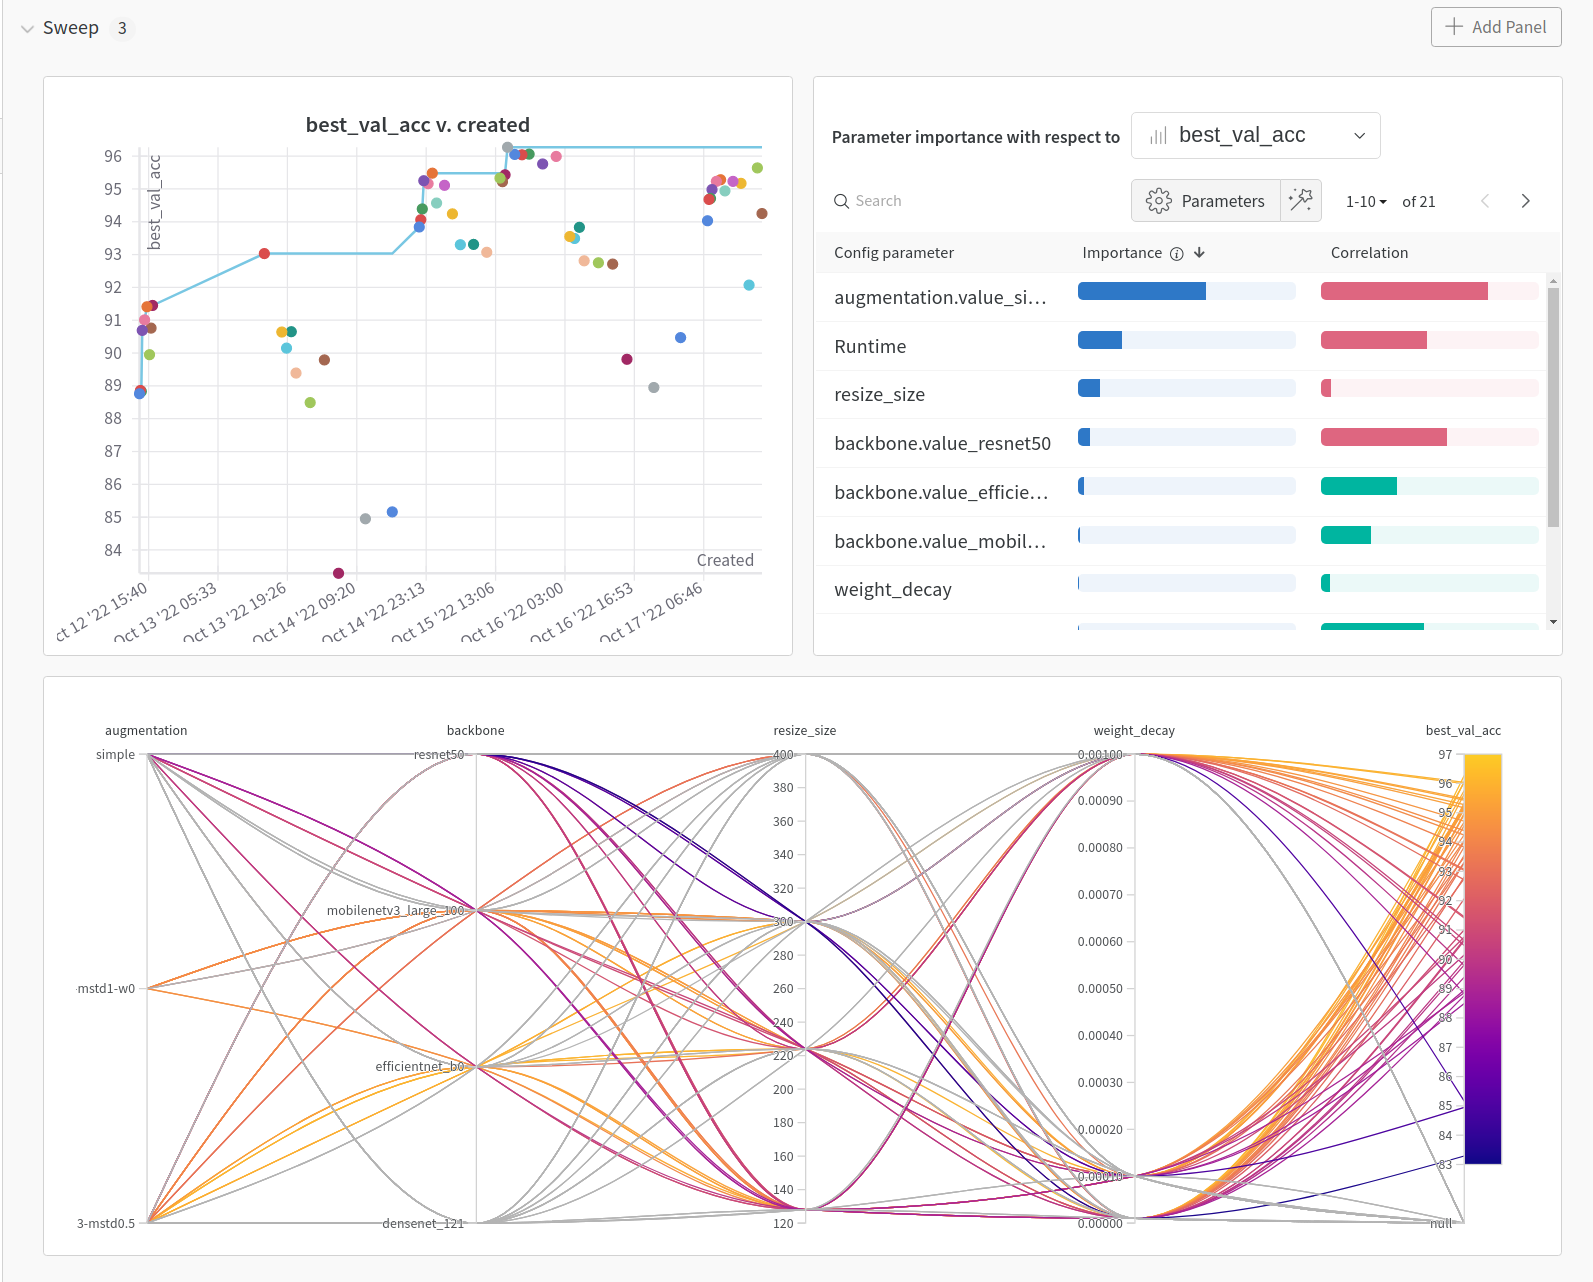 Sweep 3
Add Panel
best_val_acc v. created
best_val_acc
96
95
94
93
92
91
90
89
88
87
86
85
84
Created
ct 12 '22 15:40
Oct 13 '22 05:33
Oct 13 '22 19:26
Oct 14 '22 09:20
Oct 14 '22 23:13
Oct 15 '22 13:06
Oct 16 '22 03:00
Oct 16 '22 16:53
Oct 17 '22 06:46
Parameter importance with respect to best_val_acc
Search
Parameters
1-10 of 21
Config parameter Importance Correlation
augmentation.value_si...
Runtime
resize_size
backbone.value_resnet50
backbone.value_efficie...
backbone.value_mobil...
weight_decay
augmentation backbone resize_size weight_decay best_val_acc
simple
mstd1-w0
3-mstd0.5
resnet50
mobilenetv3_large_100
efficientnet_b0
densenet_121
400
380
360
340
320
300
280
260
240
220
200
180
160
140
120
0.00100
0.00090
0.00080
0.00070
0.00060
0.00050
0.00040
0.00030
0.00020
0.00010
0.00000
97
96
95
94
93
92
91
90
89
88
87
86
85
84
83
null